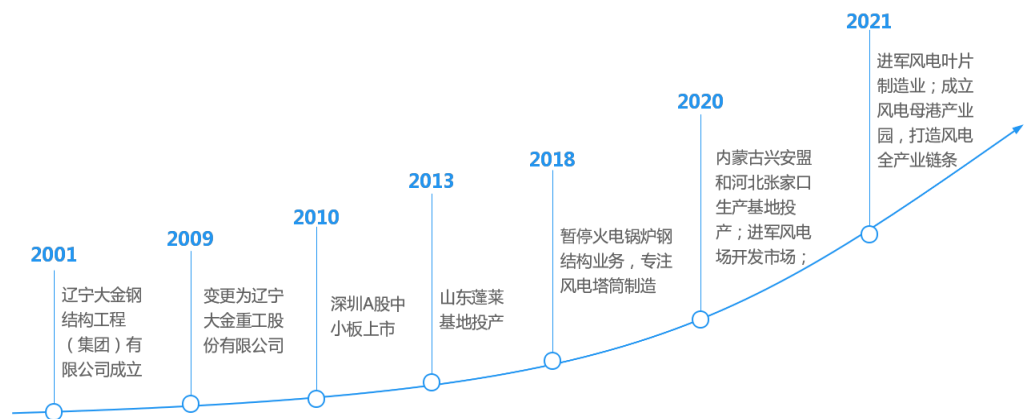 2001
辽宁大金钢
结构工程
（集团）有
限公司成立
2009
变更为辽宁
大金重工股
份有限公司
2010
深圳A股中
小板上市
2013
山东蓬莱
基地投产
2018
暂停火电锅炉钢
结构业务，专注
风电塔筒制造
2020
内蒙古兴安盟
和河北张家口
生产基地投
产；进军风电
场开发市场；
2021
进军风电叶片
制造业；成立
风电母港产业
园，打造风电
全产业链条